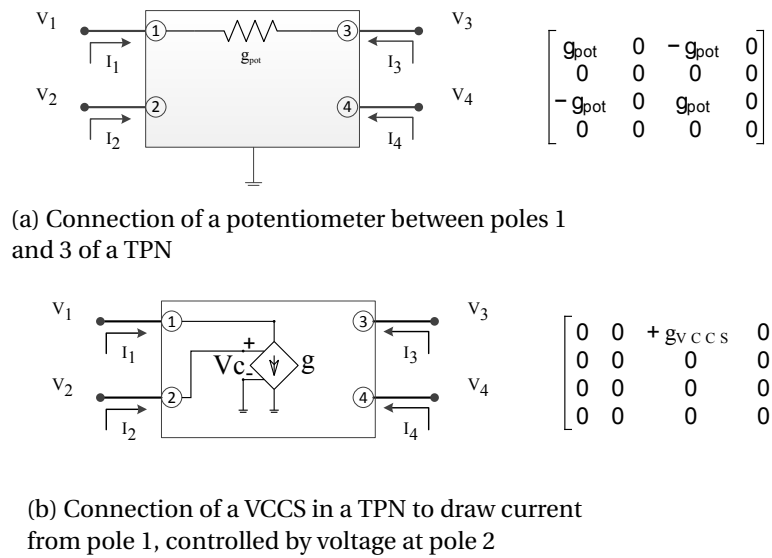 V1 1 3 V3
gpot
I1 I3
V2 2 4 V4
I2 I4
gpot 0 − gpot 0
0 0 0 0
− gpot 0 gpot 0
0 0 0 0
(a) Connection of a potentiometer between poles 1
and 3 of a TPN
V1 1 3 V3
I1 + I3
Vc g
V2 - V4
2 4
I2 I4
0 0 + gVCCS 0
0 0 0 0
0 0 0 0
0 0 0 0
(b) Connection of a VCCS in a TPN to draw current
from pole 1, controlled by voltage at pole 2